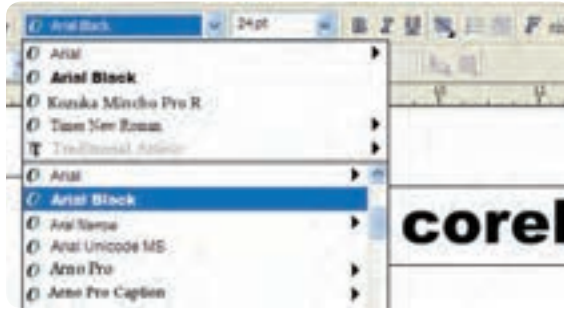 Arial Black 24 pt B I U F
Arial
Arial Black
Kozuka Mincho Pro R
Times New Roman
Traditional Arabic
Arial
Arial Black
Arial Narrow
Arial Unicode MS
corel
Arno Pro
Arno Pro Caption